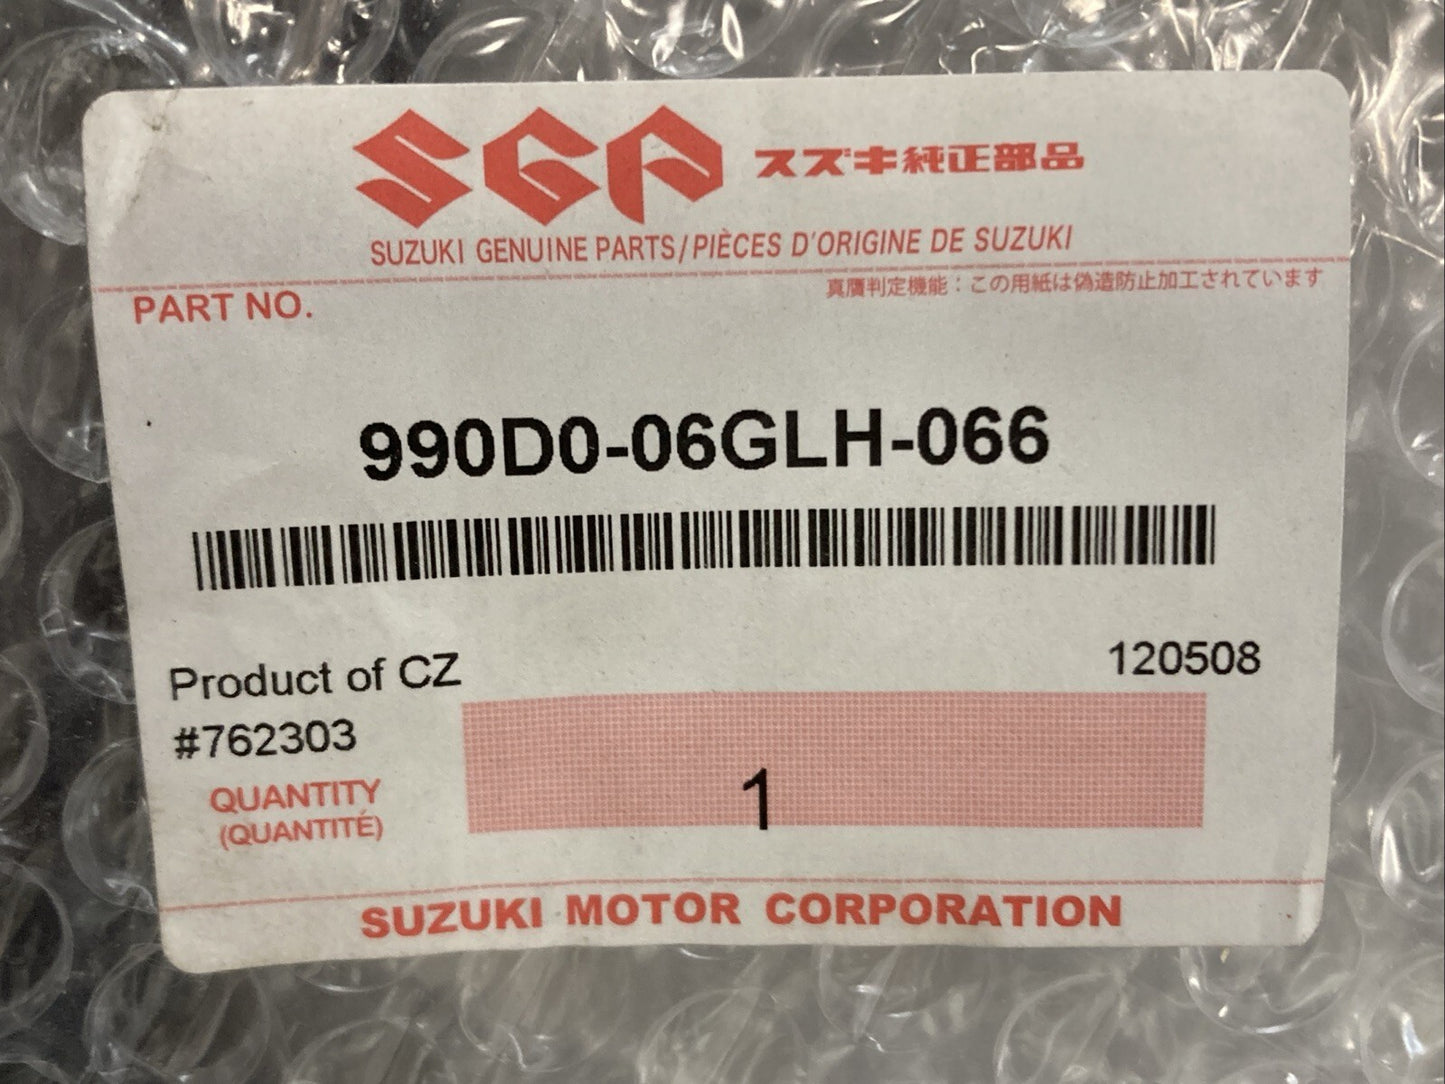 SGP スズキ純正部品
SUZUKI GENUINE PARTS/PIÈCES D'ORIGINE DE SUZUKI
PART NO.
真贋判定機能：この用紙は偽造防止加工されています
990D0-06GLH-066
Product of CZ
120508
#762303
QUANTITY
(QUANTITÉ)
1
SUZUKI MOTOR CORPORATION